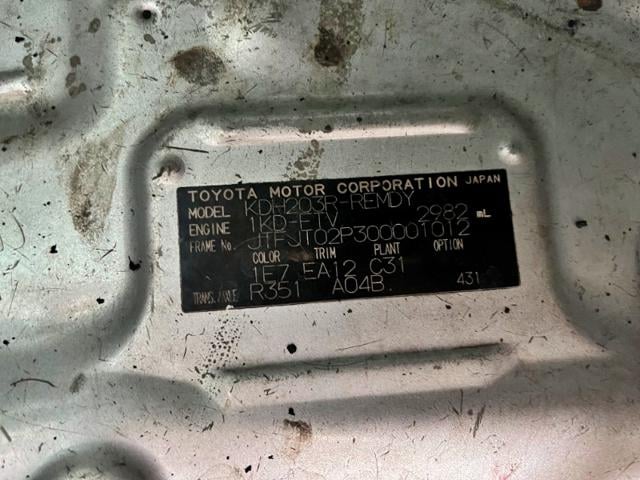 TOYOTA MOTOR CORPORATION JAPAN
MODEL KDH203R-REMDY
ENGINE 1KD-FTV 2982 mL
FRAME No. JTFJT02P300001012
COLOR TRIM PLANT OPTION
1E7 EA12 C31
TRANS./AXLE R351 A04B 431